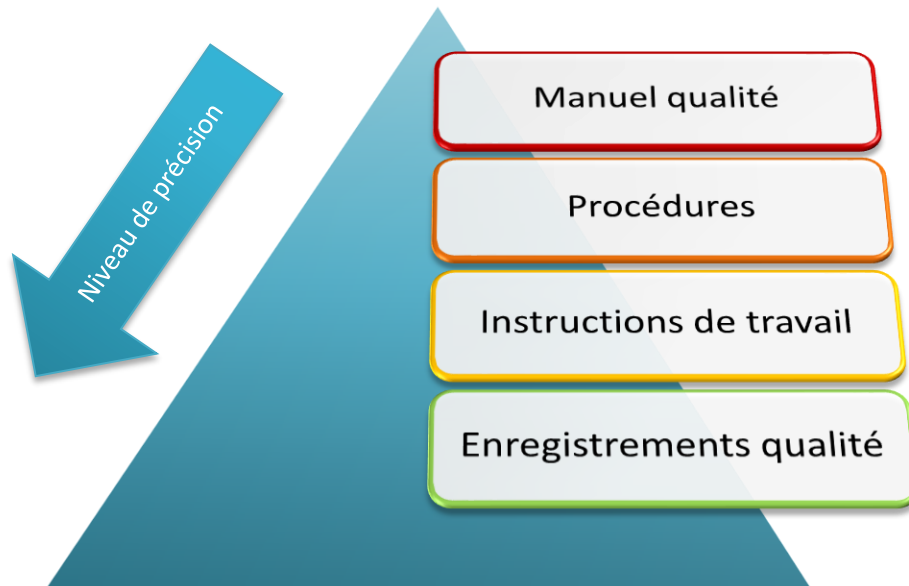 Niveau de précision
Manuel qualité
Procédures
Instructions de travail
Enregistrements qualité